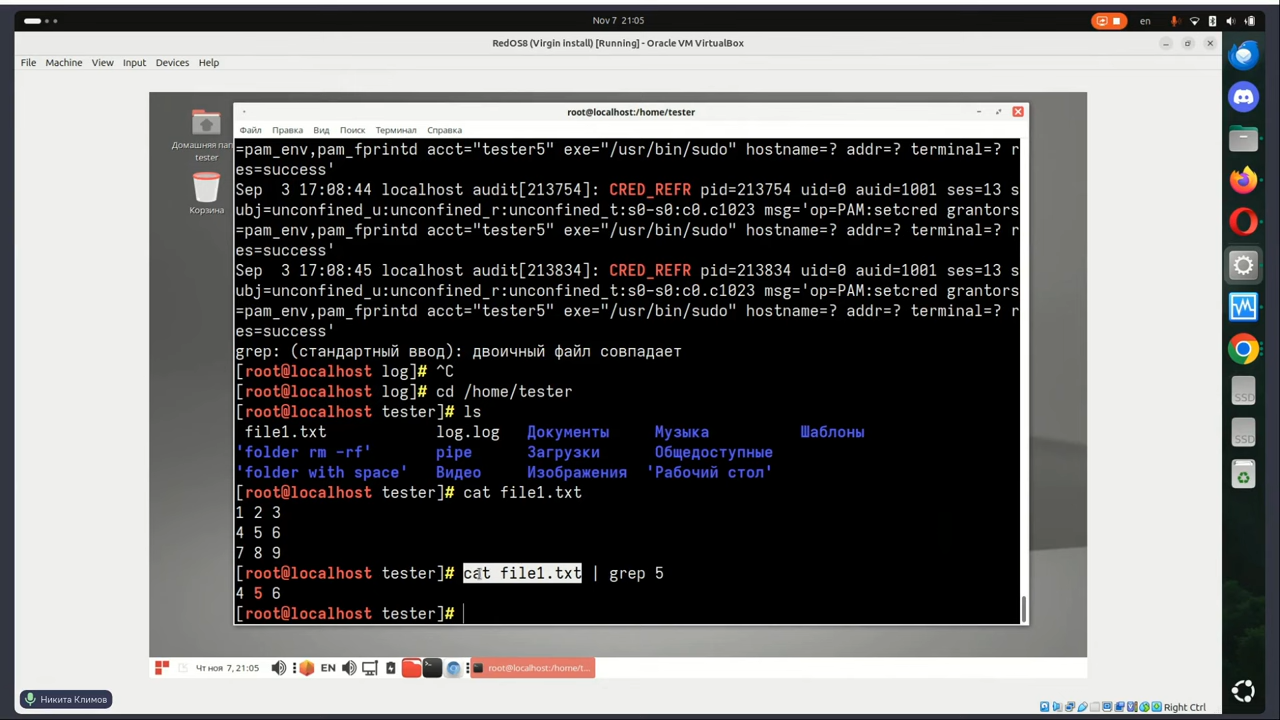 Nov 7 21:05
en
RedOS8 (Virgin install) [Running] - Oracle VM VirtualBox
File Machine View Input Devices Help
Домашняя пап
tester
Корзина
root@localhost:/home/tester
Файл Правка Вид Поиск Терминал Справка
=pam_env,pam_fprintd acct="tester5" exe="/usr/bin/sudo" hostname=? addr=? terminal=? r
es=success'
Sep  3 17:08:44 localhost audit[213754]: CRED_REFR pid=213754 uid=0 auid=1001 ses=13 s
ubj=unconfined_u:unconfined_r:unconfined_t:s0-s0:c0.c1023 msg='op=PAM:setcred grantors
=pam_env,pam_fprintd acct="tester5" exe="/usr/bin/sudo" hostname=? addr=? terminal=? r
es=success'
Sep  3 17:08:45 localhost audit[213834]: CRED_REFR pid=213834 uid=0 auid=1001 ses=13 s
ubj=unconfined_u:unconfined_r:unconfined_t:s0-s0:c0.c1023 msg='op=PAM:setcred grantors
=pam_env,pam_fprintd acct="tester5" exe="/usr/bin/sudo" hostname=? addr=? terminal=? r
es=success'
grep: (стандартный ввод): двоичный файл совпадает
[root@localhost log]# ^C
[root@localhost log]# cd /home/tester
[root@localhost tester]# ls
file1.txt log.log Документы Музыка Шаблоны
'folder rm -rf' pipe Загрузки Общедоступные
'folder with space' Видео Изображения 'Рабочий стол'
[root@localhost tester]# cat file1.txt
1 2 3
4 5 6
7 8 9
[root@localhost tester]# cat file1.txt | grep 5
4 5 6
[root@localhost tester]#
Чт ноя 7, 21:05 EN root@localhost:/home/t...
SSD
SSD
Никита Климов
Right Ctrl